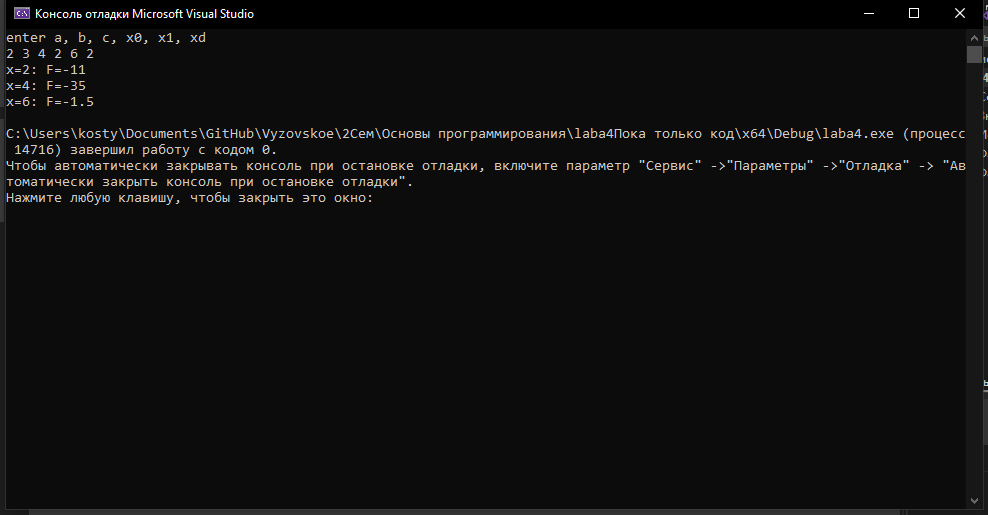 Консоль отладки Microsoft Visual Studio
enter a, b, c, x0, x1, xd
2 3 4 2 6 2
x=2: F=-11
x=4: F=-35
x=6: F=-1.5
C:\Users\kosty\Documents\GitHub\Vyzovskoe\2Сем\Основы программирования\laba4Пока только код\x64\Debug\laba4.exe (процесс
14716) завершил работу с кодом 0.
Чтобы автоматически закрывать консоль при остановке отладки, включите параметр "Сервис" ->"Параметры" ->"Отладка" -> "Ав
томатически закрыть консоль при остановке отладки".
Нажмите любую клавишу, чтобы закрыть это окно: